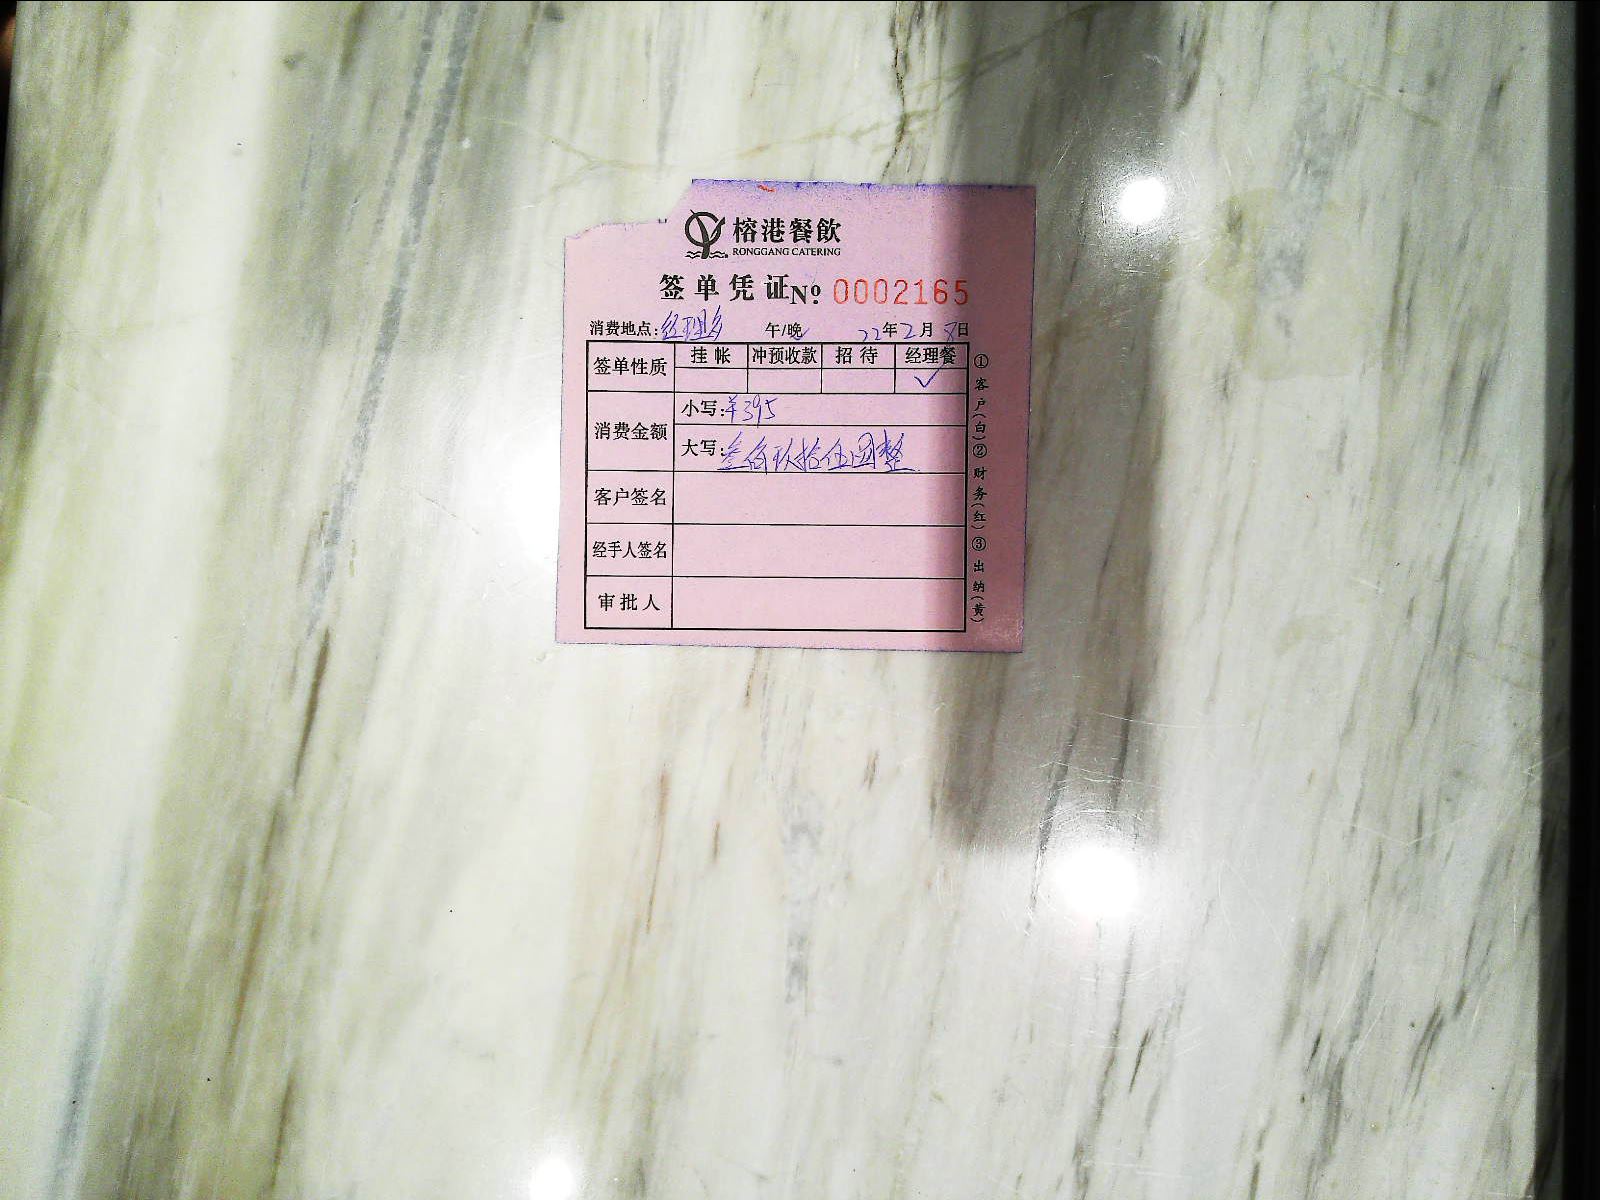 榕港餐飲
RONGGANG CATERING
签单凭证 No. 0002165
消费地点: 经理 午/晚 22年2月8日
签单性质 挂帐 冲预收款 招待 经理餐
✓
消费金额 小写: ¥395
大写: 叁佰玖拾伍圆整
客户签名
经手人签名
审批人
①客户(白)②财务(红)③出纳(黄)